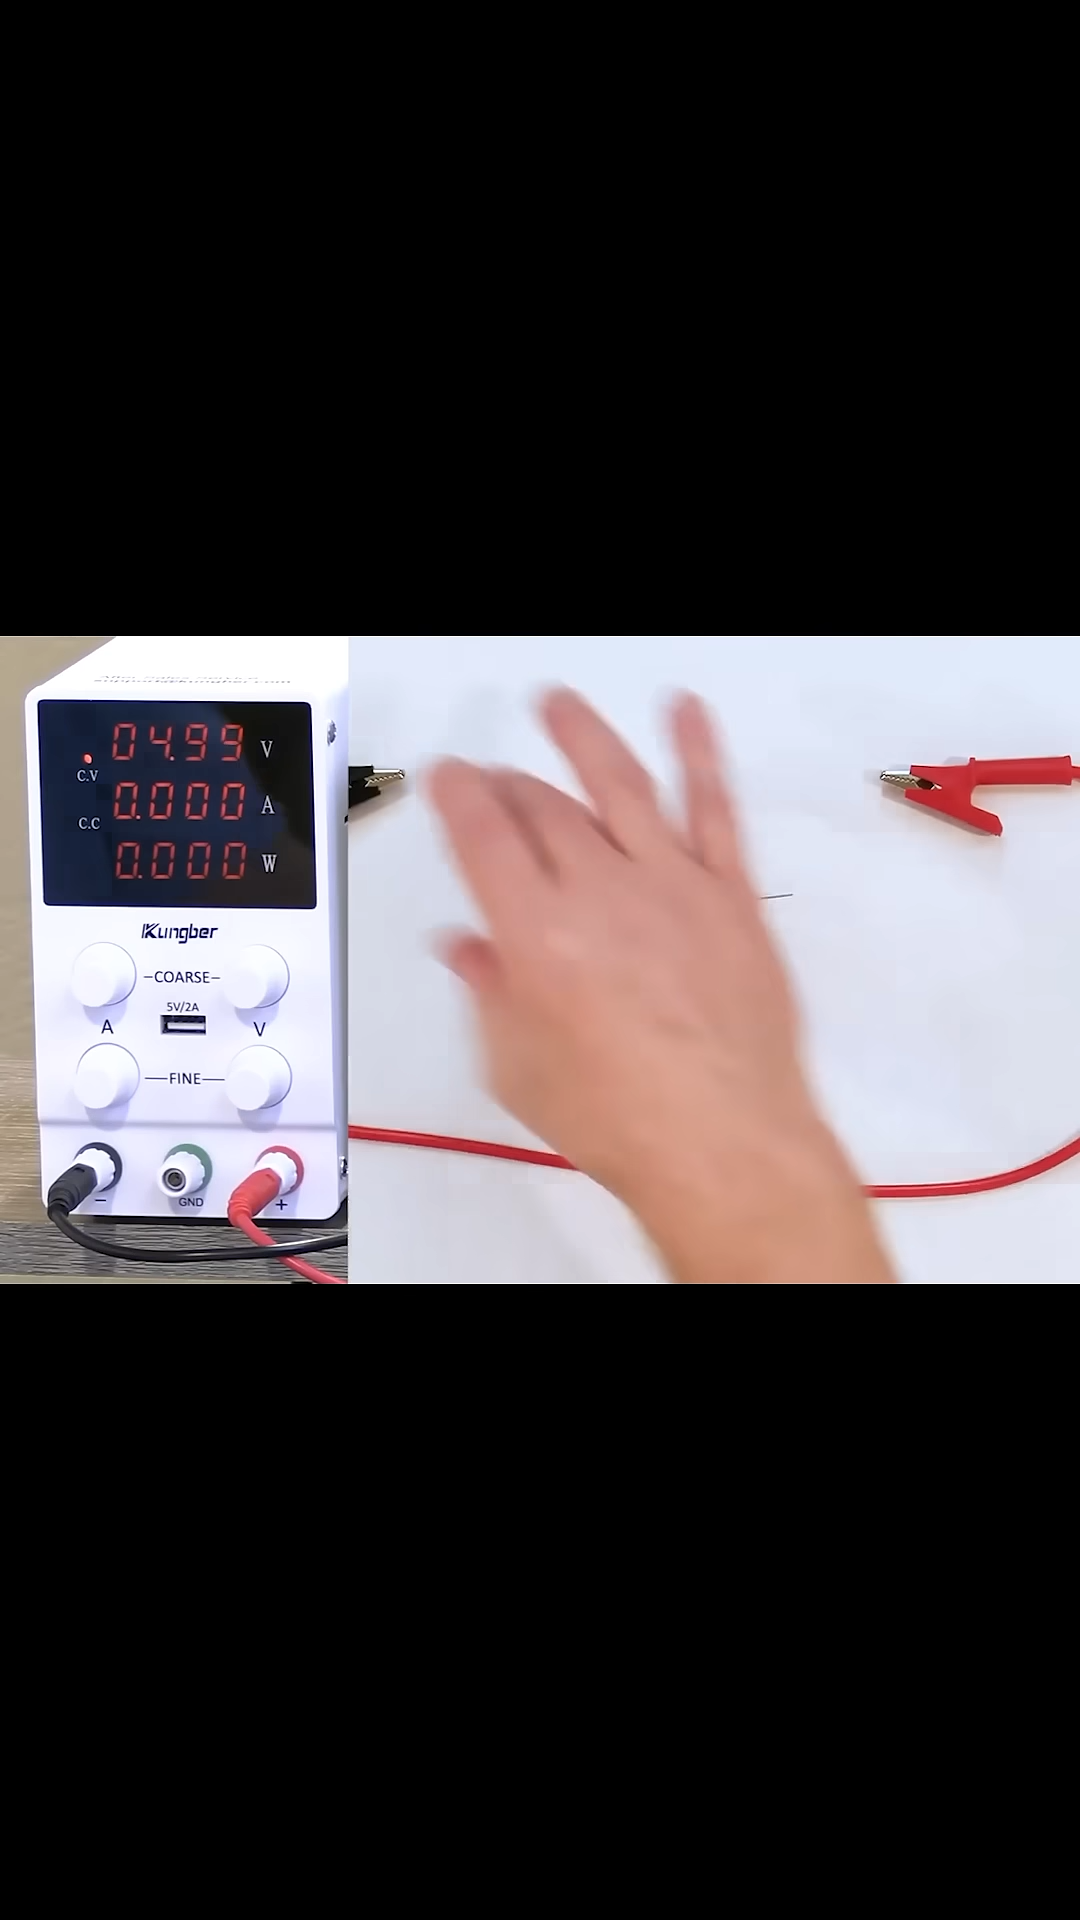 04.99 V
C.V
0.000 A
C.C
0.000 W
Kungber
COARSE
5V/2A
A V
FINE
GND
− +